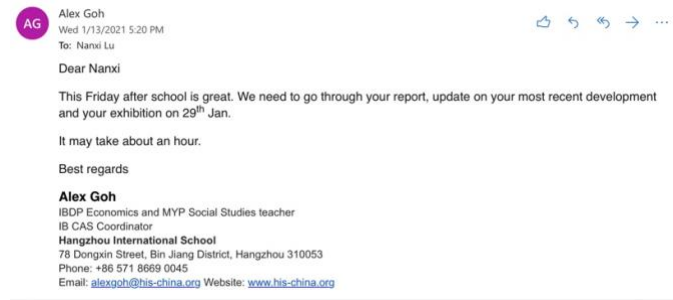 AG
Alex Goh
Wed 1/13/2021 5:20 PM
To: Nanxi Lu
Dear Nanxi
This Friday after school is great. We need to go through your report, update on your most recent development
and your exhibition on 29th Jan.
It may take about an hour.
Best regards
Alex Goh
IBDP Economics and MYP Social Studies teacher
IB CAS Coordinator
Hangzhou International School
78 Dongxin Street, Bin Jiang District, Hangzhou 310053
Phone: +86 571 8669 0045
Email: alexgoh@his-china.org Website: www.his-china.org